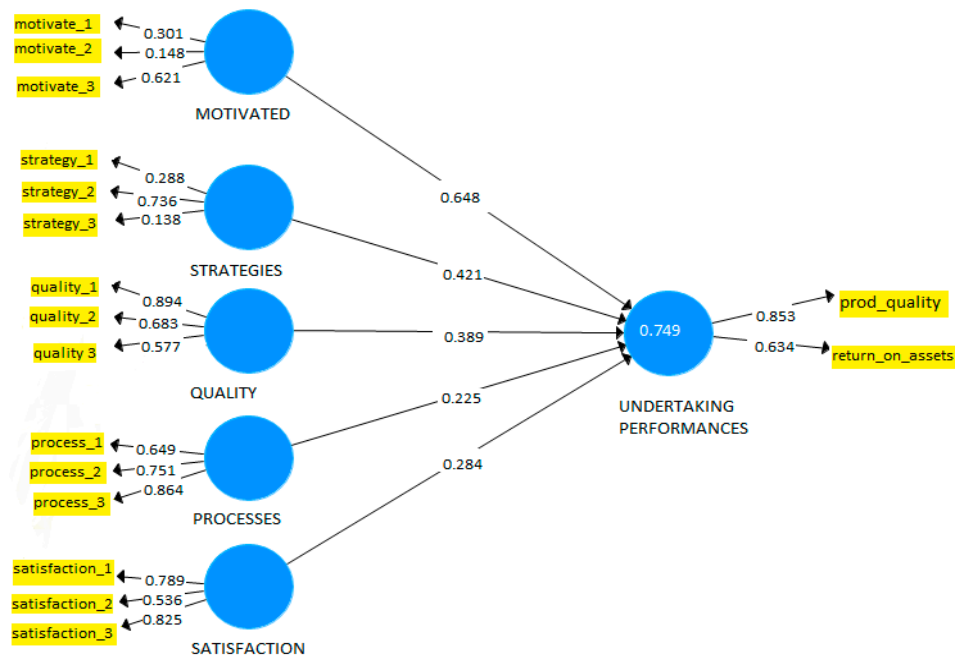 motivate_1
0.301
motivate_2
0.148
motivate_3
0.621
MOTIVATED
0.648
strategy_1
0.288
strategy_2
0.736
strategy_3
0.138
STRATEGIES
0.421
quality_1
0.894
quality_2
0.683
quality 3
0.577
QUALITY
0.389
process_1
0.649
process_2
0.751
process_3
0.864
PROCESSES
0.225
satisfaction_1
0.789
satisfaction_2
0.536
satisfaction_3
0.825
SATISFACTION
0.284
0.749
UNDERTAKING
PERFORMANCES
0.853
prod_quality
0.634
return_on_assets